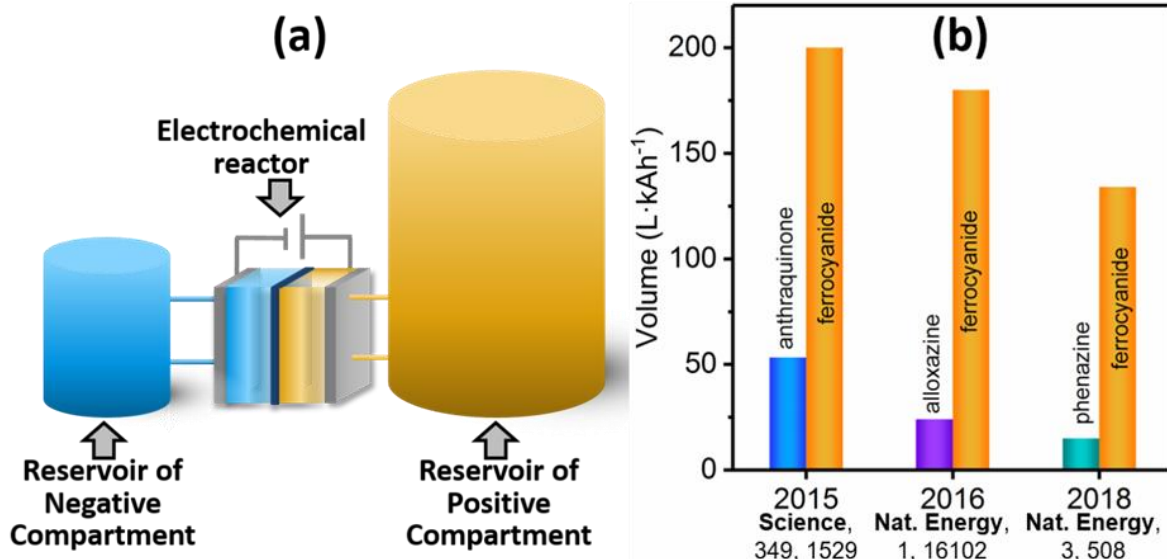 (a)
Electrochemical
reactor
Reservoir of
Negative
Compartment
Reservoir of
Positive
Compartment
(b)
Volume (L·kAh⁻¹)
200
150
100
50
0
anthraquinone
ferrocyanide
alloxazine
ferrocyanide
phenazine
ferrocyanide
2015
Science,
349, 1529
2016
Nat. Energy,
1, 16102
2018
Nat. Energy,
3, 508